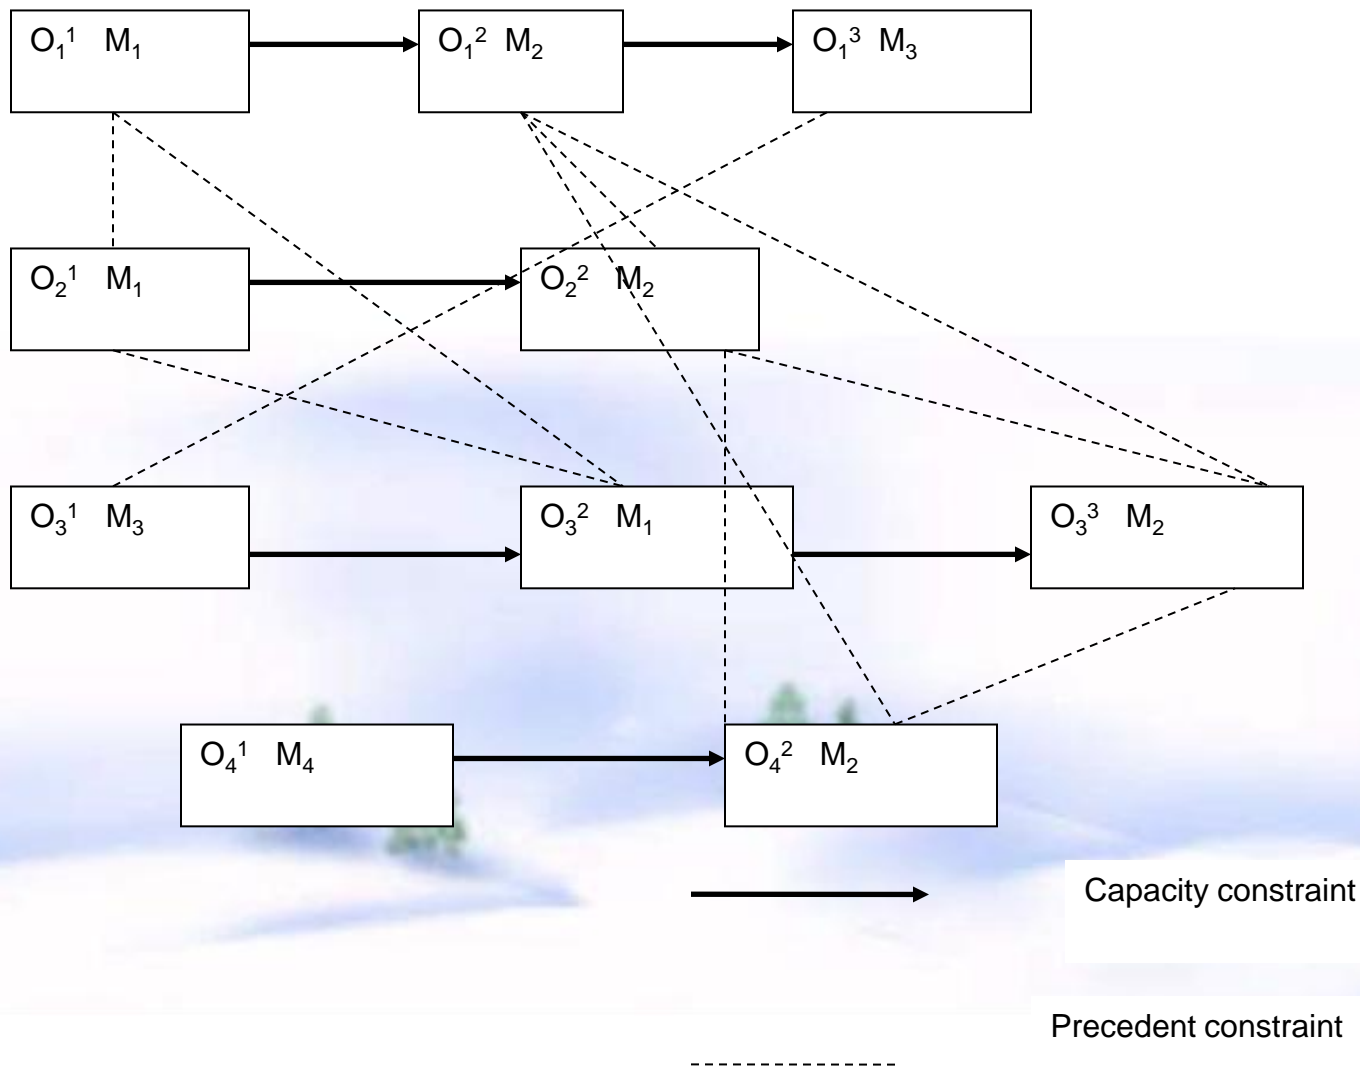 O₁¹ M₁ O₁² M₂ O₁³ M₃
O₂¹ M₁ O₂² M₂
O₃¹ M₃ O₃² M₁ O₃³ M₂
O₄¹ M₄ O₄² M₂
Capacity constraint
Precedent constraint